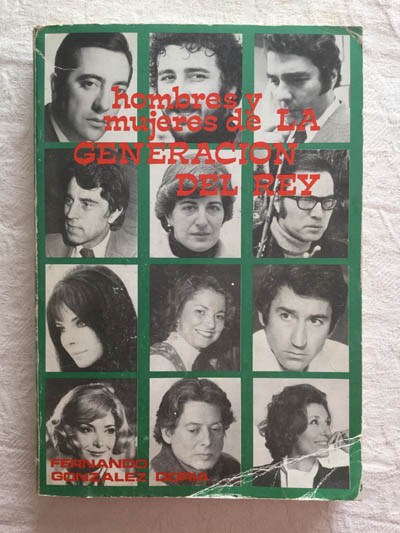 hombres y
mujeres de LA
GENERACION
DEL REY
FERNANDO
GONZALEZ DORIA